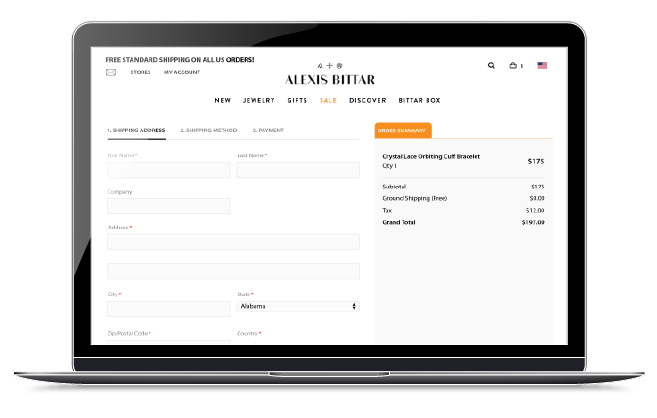 FREE STANDARD SHIPPING ON ALL US ORDERS!
STORES MY ACCOUNT
ALEXIS BITTAR
1
NEW JEWELRY GIFTS SALE DISCOVER BITTAR BOX
1. SHIPPING ADDRESS 2. SHIPPING METHOD 3. PAYMENT
First Name* Last Name*
Company
Address *
City * State *
Alabama
Zip/Postal Code * Country *
ORDER SUMMARY
Crystal Lace Orbiting Cuff Bracelet
Qty 1 $175
Subtotal $175
Ground Shipping (Free) $0.00
Tax
Grand Total $197.00